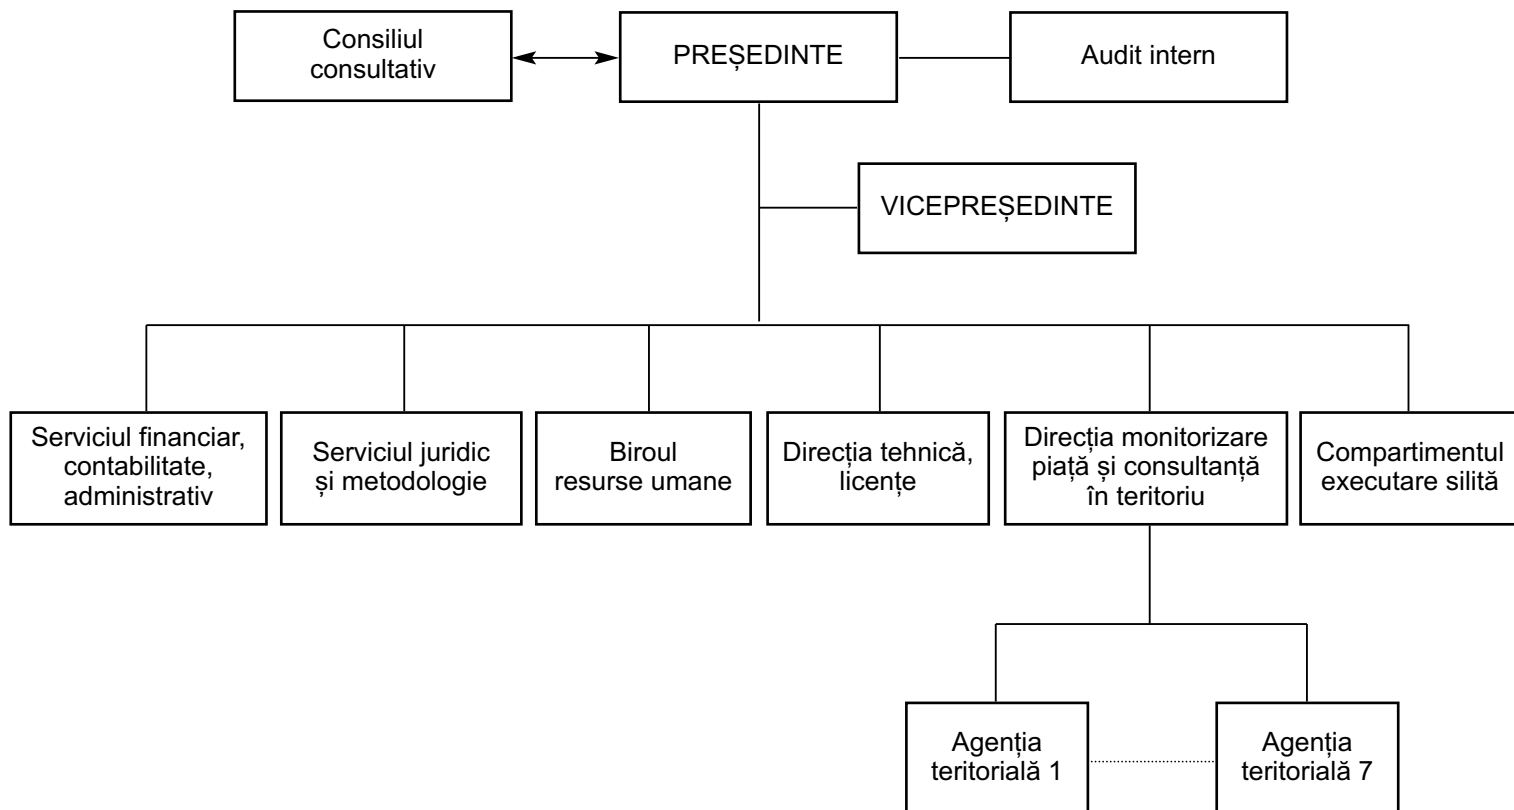 Consiliul
consultativ
PREȘEDINTE
Audit intern
VICEPREȘEDINTE
Serviciul financiar,
contabilitate,
administrativ
Serviciul juridic
și metodologie
Biroul
resurse umane
Direcția tehnică,
licențe
Direcția monitorizare
piață și consultanță
în teritoriu
Compartimentul
executare silită
Agenția
teritorială 1
Agenția
teritorială 7